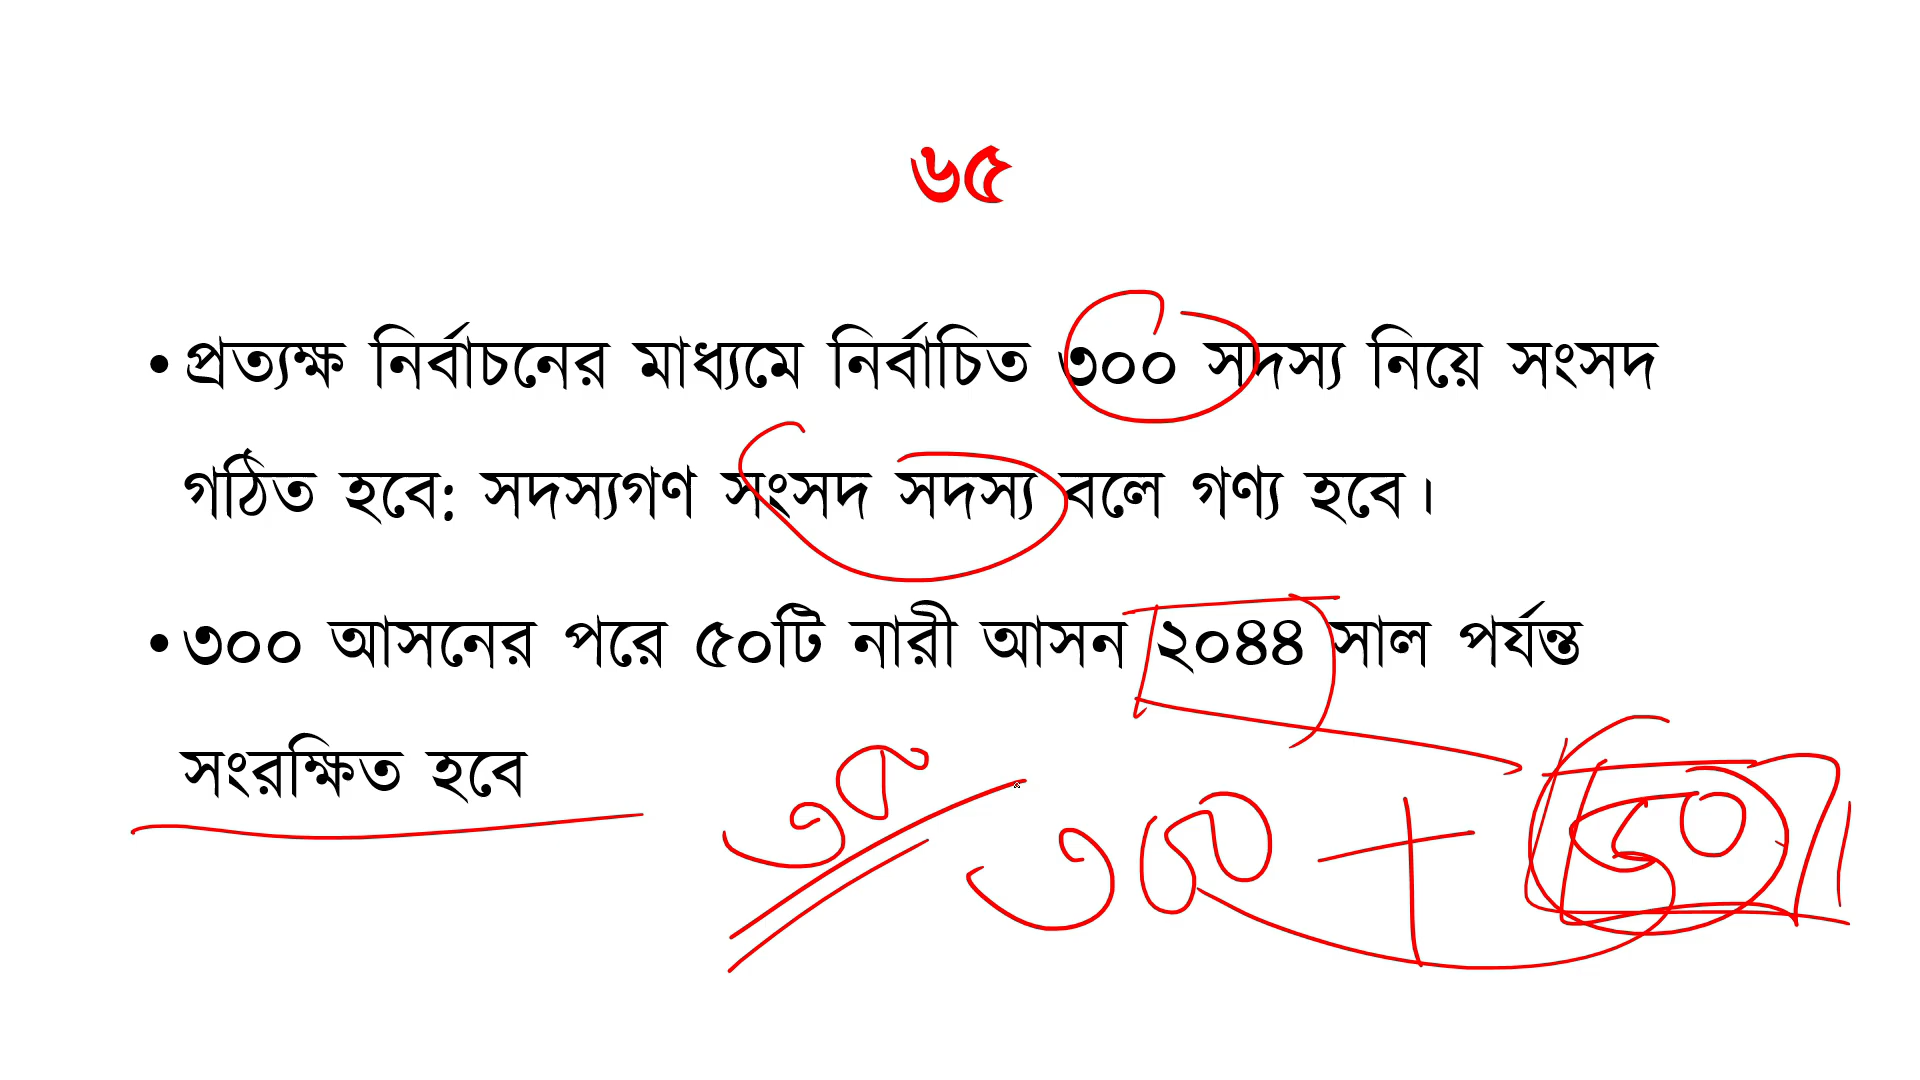 ৬৫
• প্রত্যক্ষ নির্বাচনের মাধ্যমে নির্বাচিত ৩০০ সদস্য নিয়ে সংসদ
গঠিত হবে: সদস্যগণ সংসদ সদস্য বলে গণ্য হবে।
• ৩০০ আসনের পরে ৫০টি নারী আসন ২০৪৪ সাল পর্যন্ত
সংরক্ষিত হবে
৩০০ + ৫০